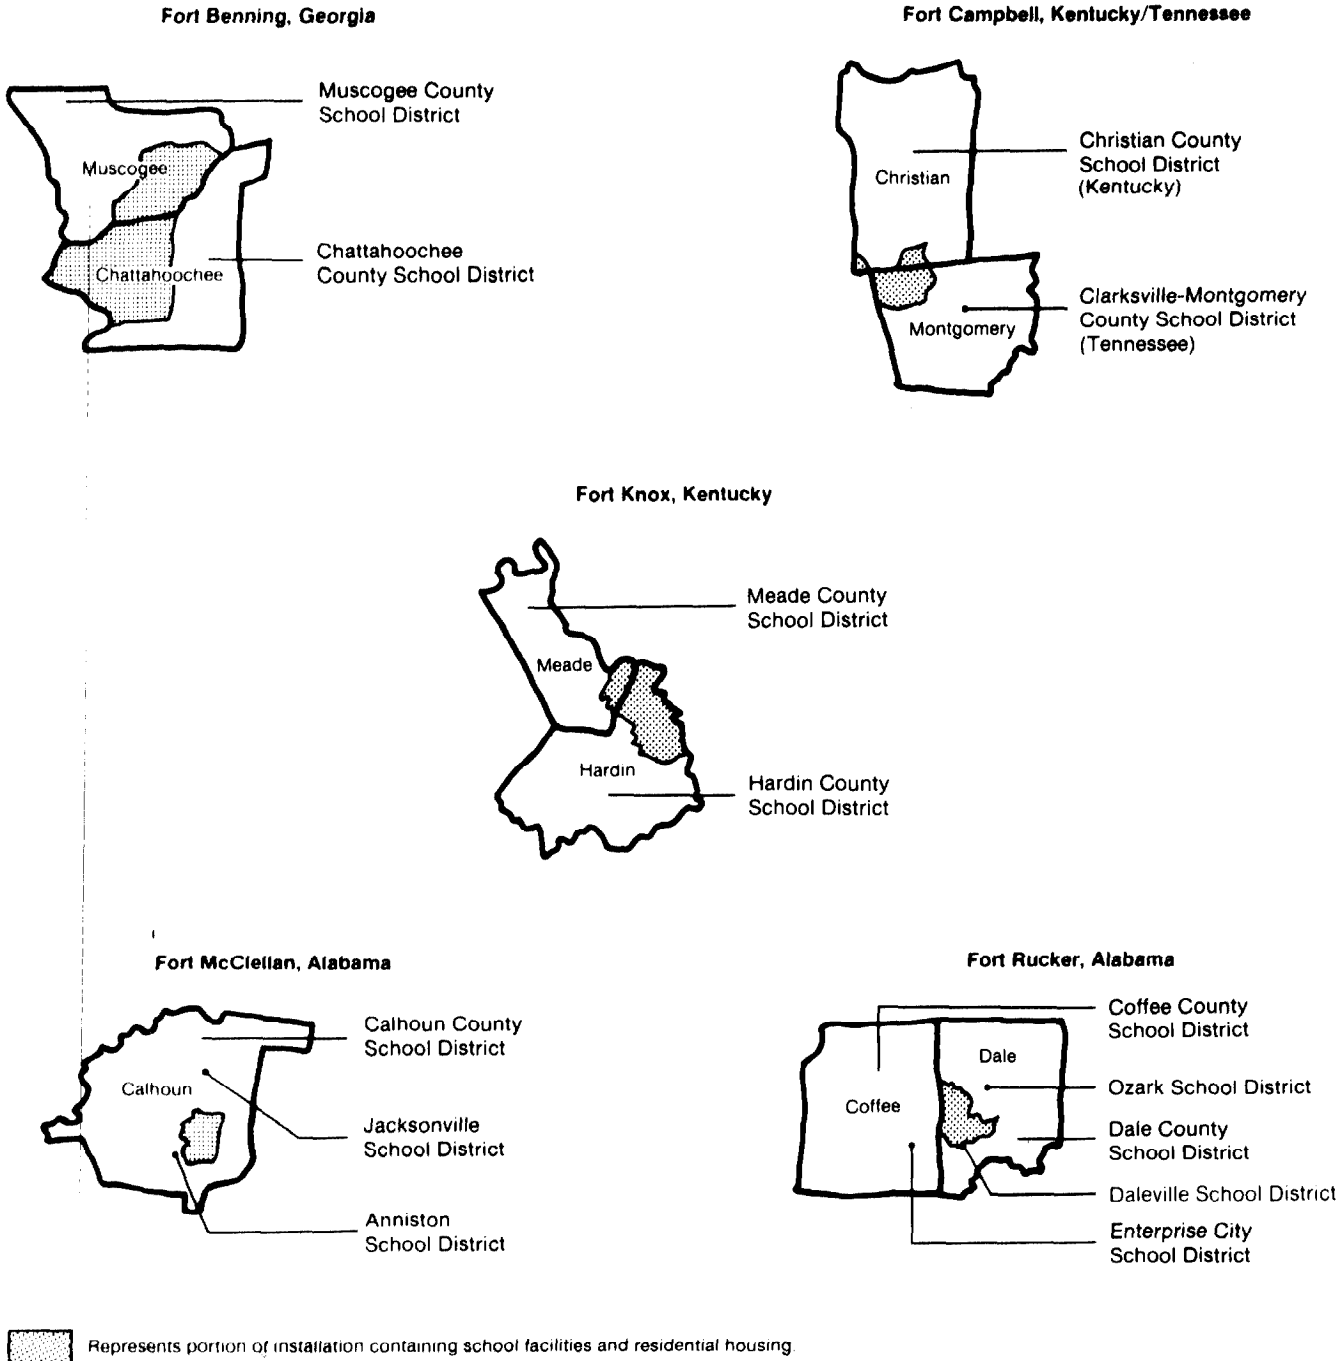 Fort Benning, Georgia
Muscogee County
School District
Muscogee
Chattahoochee
County School District
Chattahoochee
Fort Campbell, Kentucky/Tennessee
Christian County
School District
(Kentucky)
Christian
Clarksville-Montgomery
County School District
(Tennessee)
Montgomery
Fort Knox, Kentucky
Meade County
School District
Meade
Hardin
Hardin County
School District
Fort McClellan, Alabama
Calhoun County
School District
Calhoun
Jacksonville
School District
Anniston
School District
Fort Rucker, Alabama
Coffee County
School District
Dale
Ozark School District
Coffee
Dale County
School District
Daleville School District
Enterprise City
School District
Represents portion of installation containing school facilities and residential housing.